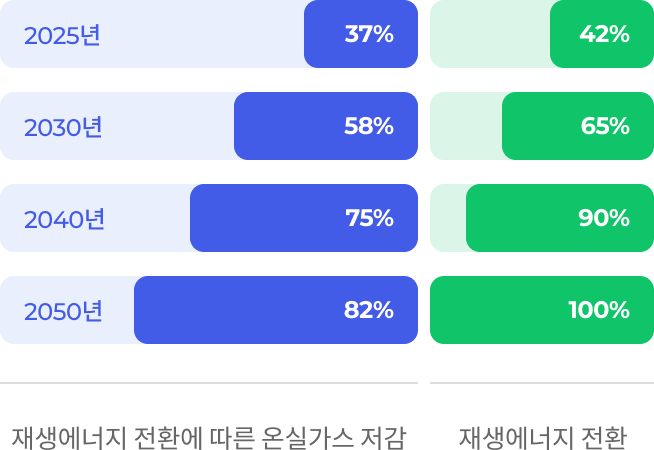 2025년 37% 42%
2030년 58% 65%
2040년 75% 90%
2050년 82% 100%
재생에너지 전환에 따른 온실가스 저감 재생에너지 전환